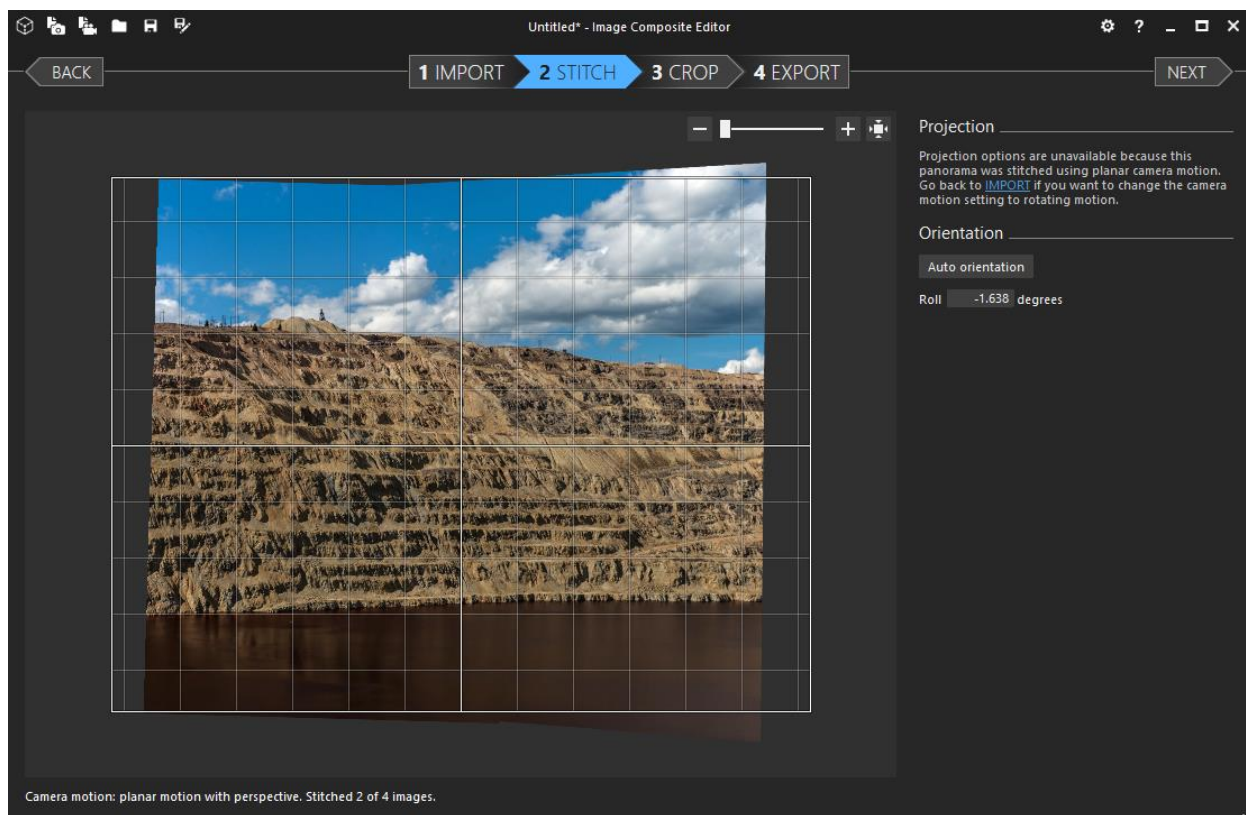 Untitled* - Image Composite Editor
?
BACK
1 IMPORT
2 STITCH
3 CROP
4 EXPORT
NEXT
Projection
Projection options are unavailable because this
panorama was stitched using planar camera motion.
Go back to IMPORT if you want to change the camera
motion setting to rotating motion.
Orientation
Auto orientation
Roll -1.638 degrees
Camera motion: planar motion with perspective. Stitched 2 of 4 images.